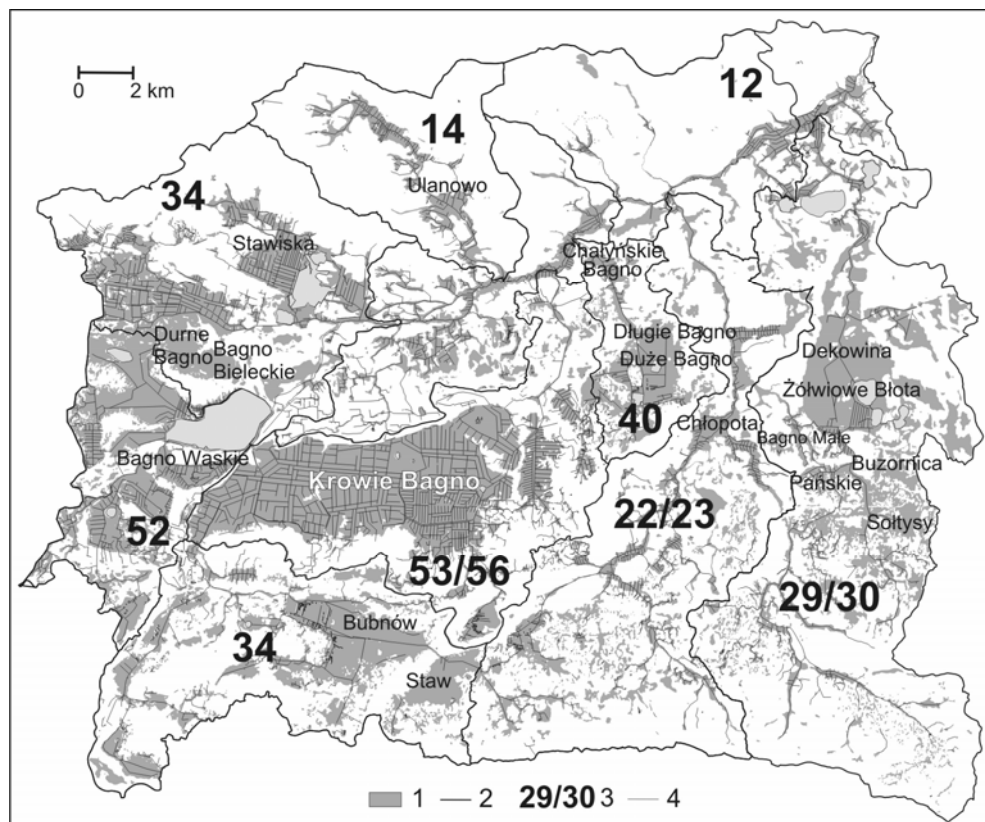 12
0 2 km
14
34
Ulanowo
Stawiska
Chałyńskie
Bagno
Durne
Bagno
Bagno
Bieleckie
Długie Bagno
Duże Bagno
Dekowina
Żółwiowe Błota
40
Chłopota
Bagno Małe
Bagno Wąskie
Buzornica
Krowie Bagno
Pańskie
22/23
Sołtysy
52
53/56
29/30
Bubnów
34
Staw
1 2 29/30 3 4